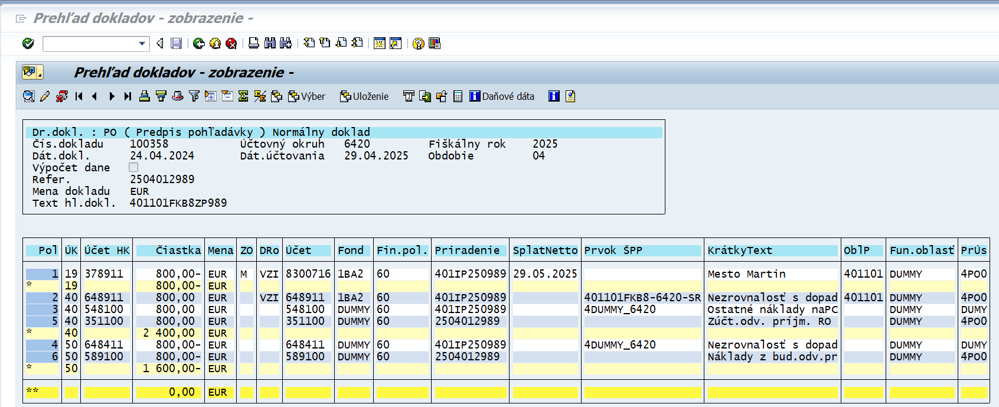 Prehľad dokladov - zobrazenie -
Prehľad dokladov - zobrazenie -
Výber Uloženie Daňové dáta
Dr.dokl. : PO ( Predpis pohľadávky ) Normálny doklad
Čís.dokladu 100358 Účtovný okruh 6420 Fiškálny rok 2025
Dát.dokl. 24.04.2024 Dát.účtovania 29.04.2025 Obdobie 04
Výpočet dane
Refer. 2504012989
Mena dokladu EUR
Text hl.dokl. 401101FKB8ZP989
Pol ÚK Účet HK Čiastka Mena ZO DRo Účet Fond Fin.pol. Priradenie SplatNetto Prvok ŠPP KrátkyText OblP Fun.oblasť PrÚs
1 19 378911 800,00- EUR M VZI 8300716 1BA2 60 401IP250989 29.05.2025 Mesto Martin 401101 DUMMY 4PO0
* 19 800,00- EUR
2 40 648911 800,00 EUR VZI 648911 1BA2 60 401IP250989 401101FKB8-6420-SR Nezrovnalosť s dopad 401101 DUMMY 4PO0
3 40 548100 800,00 EUR 548100 DUMMY 60 401IP250989 4DUMMY_6420 Ostatné náklady naPC DUMMY DUMY
5 40 351100 800,00 EUR 351100 DUMMY 60 2504012989 Zúčt.odv. príjm. RO DUMMY 4PO0
* 40 2 400,00 EUR
4 50 648411 800,00- EUR 648411 DUMMY 60 401IP250989 4DUMMY_6420 Nezrovnalosť s dopad DUMMY DUMY
6 50 589100 800,00- EUR 589100 DUMMY 60 2504012989 Náklady z bud.odv.pr DUMMY 4PO0
* 50 1 600,00- EUR
** 0,00 EUR